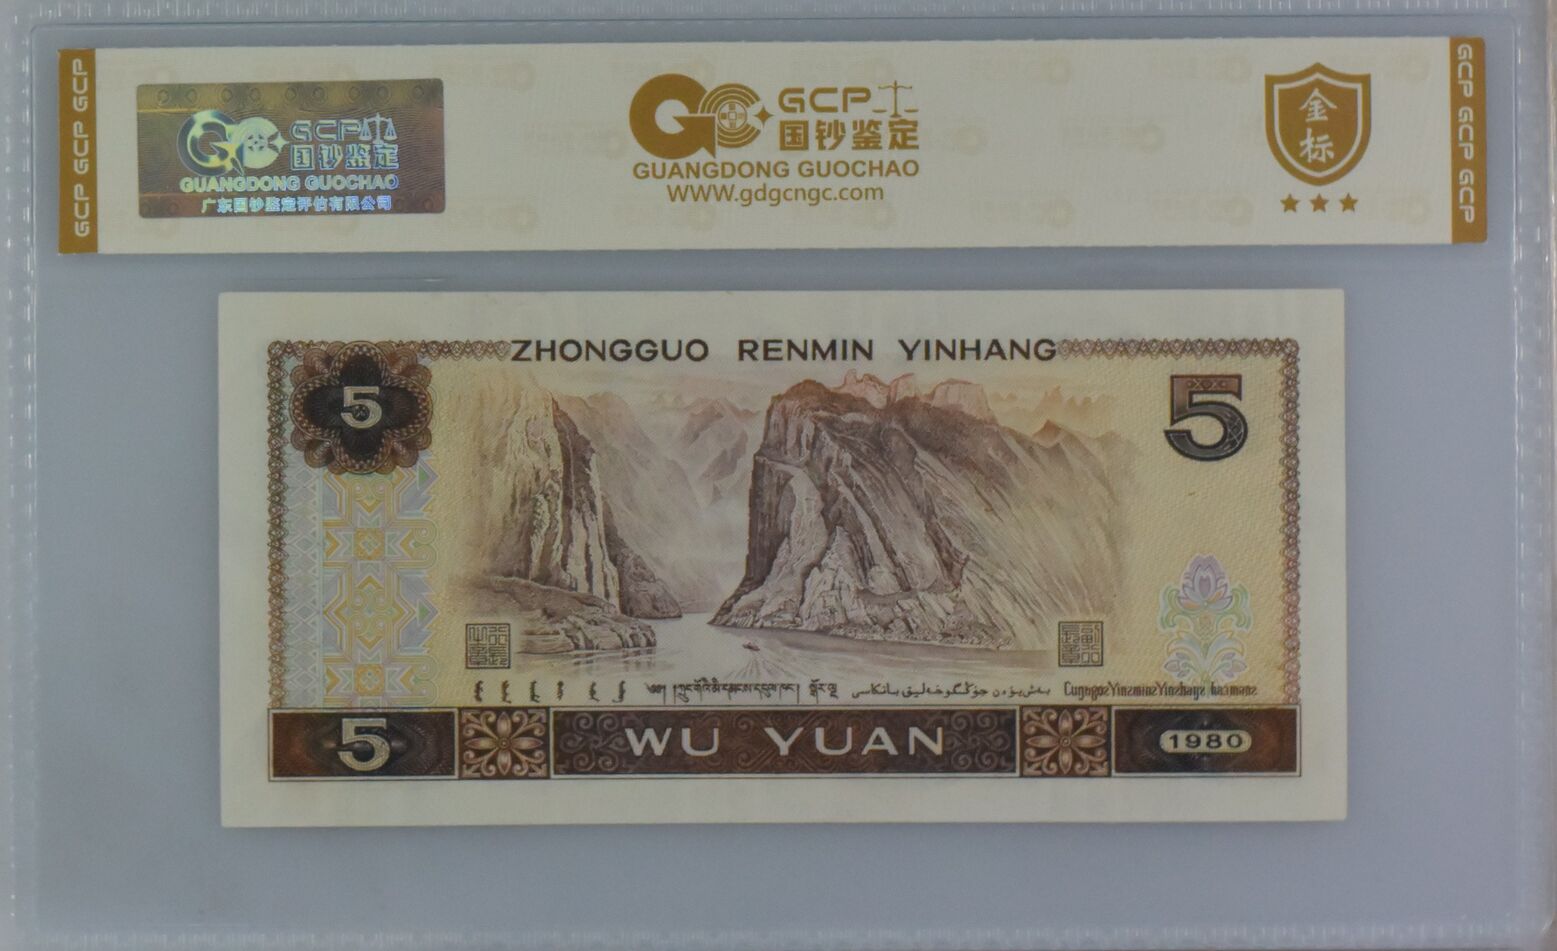 GCP GCP GCP
GCP
国钞鉴定
GUANGDONG GUOCHAO
广东国钞鉴定评估有限公司
GCP
国钞鉴定
GUANGDONG GUOCHAO
WWW.gdgcngc.com
金
标
GCP GCP GCP
ZHONGGUO RENMIN YINHANG
5
5
5
WU YUAN
1980